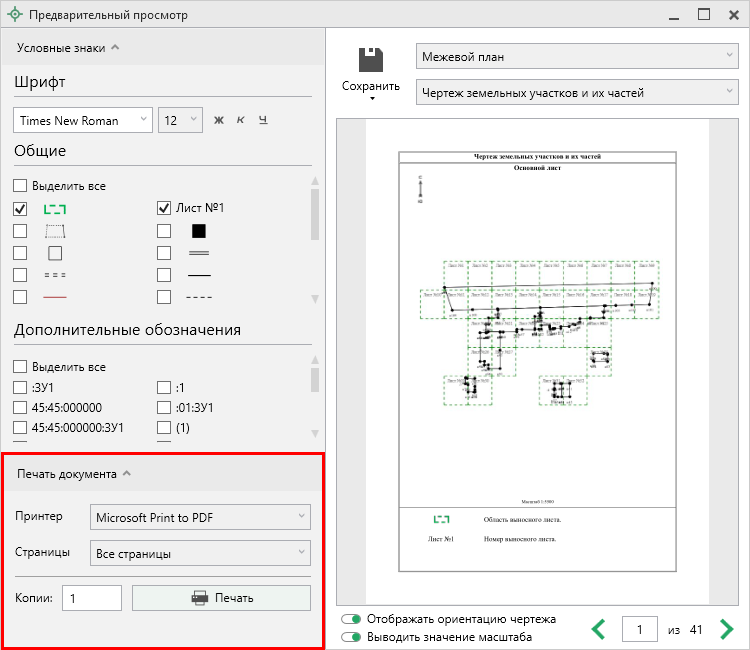 Предварительный просмотр
Условные знаки
Шрифт
Times New Roman 12 Ж К Ч
Общие
Выделить все
Лист №1
Дополнительные обозначения
Выделить все
:ЗУ1 :1
45:45:000000 :01:ЗУ1
45:45:000000:ЗУ1 (1)
Печать документа
Принтер Microsoft Print to PDF
Страницы Все страницы
Копии: 1 Печать
Сохранить
Межевой план
Чертеж земельных участков и их частей
Чертеж земельных участков и их частей
Основной лист
Масштаб 1:5000
Область выносного листа.
Лист №1 Номер выносного листа.
Отображать ориентацию чертежа
Выводить значение масштаба
1 из 41